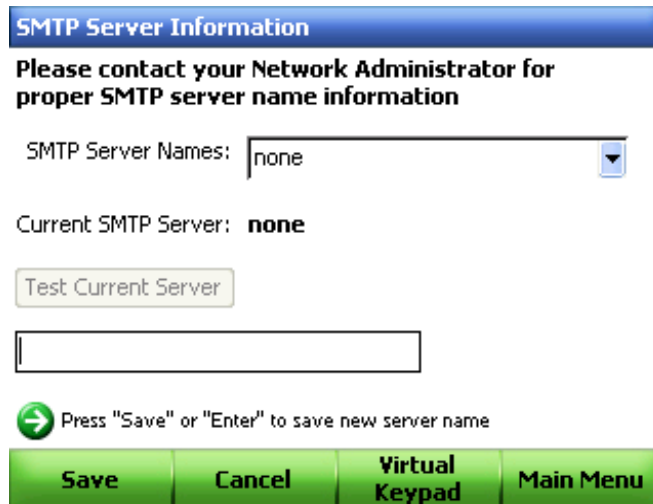 SMTP Server Information
Please contact your Network Administrator for
proper SMTP server name information
SMTP Server Names: none
Current SMTP Server: none
Test Current Server
Press "Save" or "Enter" to save new server name
Save Cancel Virtual Keypad Main Menu